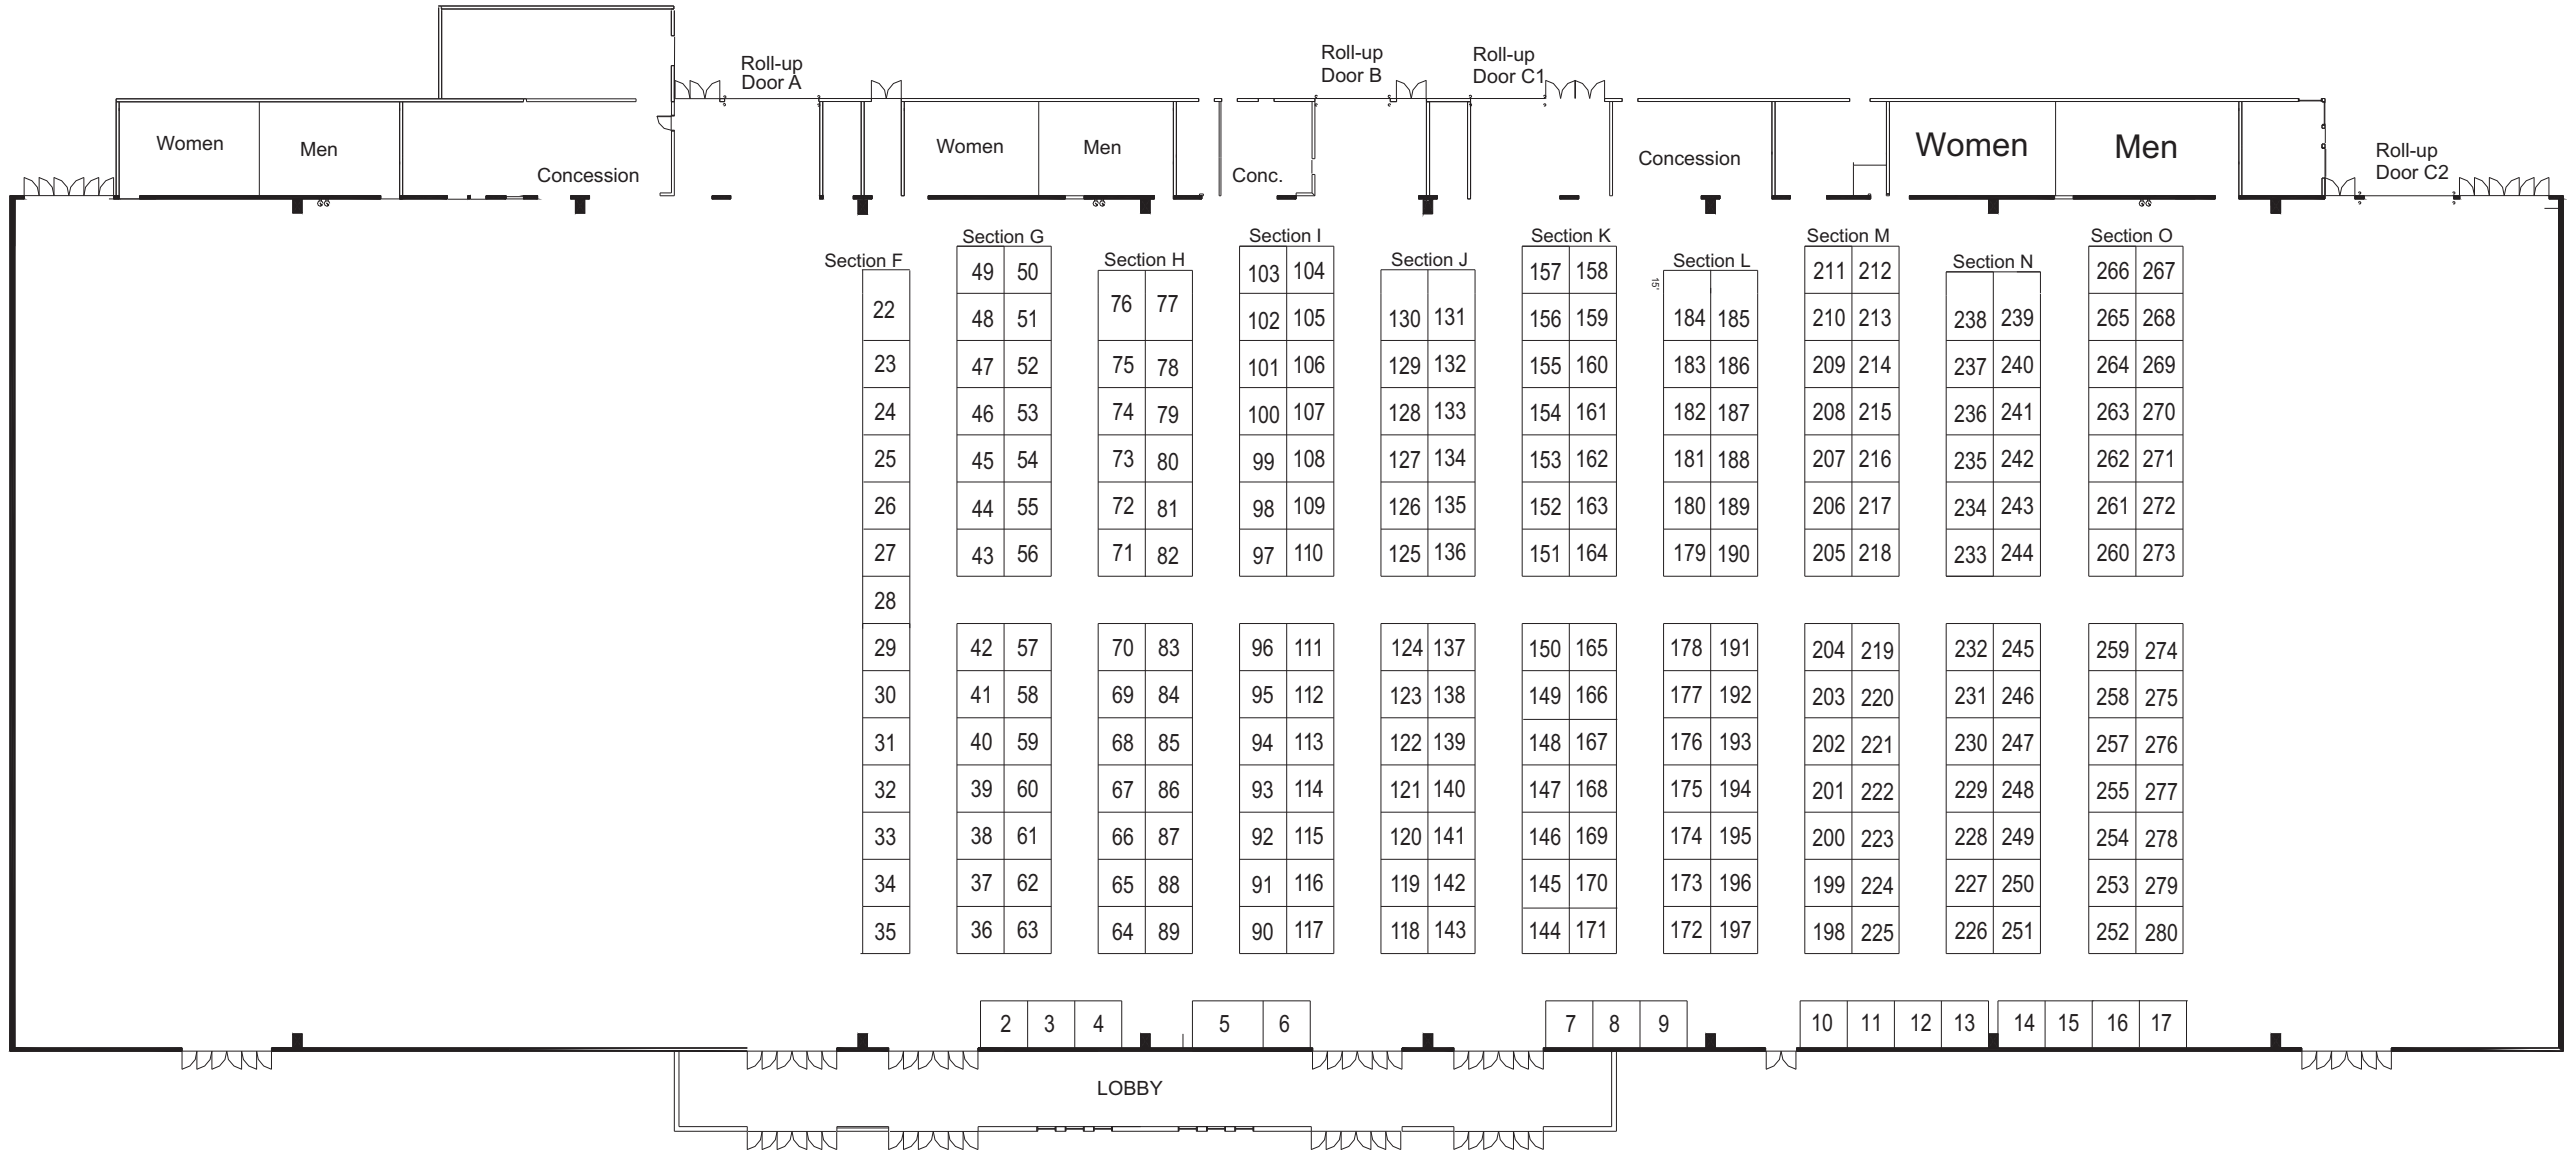 Roll-up
Door A
Roll-up
Door B
Roll-up
Door C1
Women
Men
Concession
Women
Men
Conc.
Concession
Women
Men
Roll-up
Door C2
Section G
Section I
Section K
Section M
Section O
Section F
Section H
Section J
Section L
Section N
15'
49 50 103 104 157 158 211 212 266 267
22 48 51 76 77 102 105 130 131 156 159 184 185 210 213 238 239 265 268
23 47 52 75 78 101 106 129 132 155 160 183 186 209 214 237 240 264 269
24 46 53 74 79 100 107 128 133 154 161 182 187 208 215 236 241 263 270
25 45 54 73 80 99 108 127 134 153 162 181 188 207 216 235 242 262 271
26 44 55 72 81 98 109 126 135 152 163 180 189 206 217 234 243 261 272
27 43 56 71 82 97 110 125 136 151 164 179 190 205 218 233 244 260 273
28
29 42 57 70 83 96 111 124 137 150 165 178 191 204 219 232 245 259 274
30 41 58 69 84 95 112 123 138 149 166 177 192 203 220 231 246 258 275
31 40 59 68 85 94 113 122 139 148 167 176 193 202 221 230 247 257 276
32 39 60 67 86 93 114 121 140 147 168 175 194 201 222 229 248 255 277
33 38 61 66 87 92 115 120 141 146 169 174 195 200 223 228 249 254 278
34 37 62 65 88 91 116 119 142 145 170 173 196 199 224 227 250 253 279
35 36 63 64 89 90 117 118 143 144 171 172 197 198 225 226 251 252 280
2 3 4 5 6 7 8 9 10 11 12 13 14 15 16 17
LOBBY